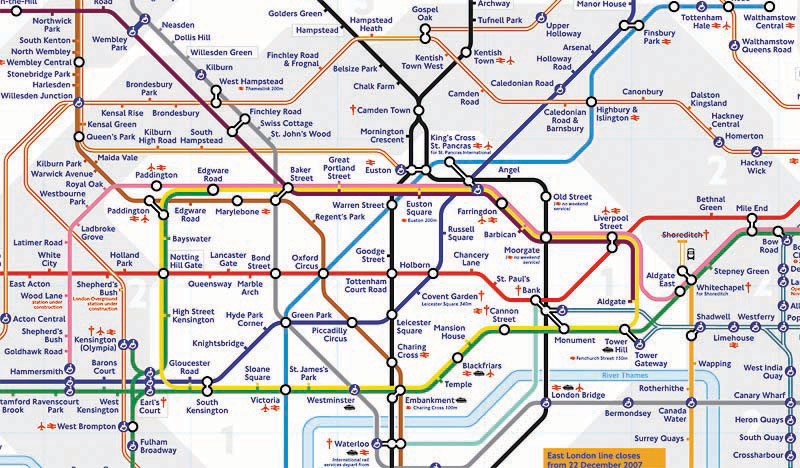 n-the-Hill
Road
Golders Green
Archway
Manor House
Neasden
South Kenton
Wembley
Park
Hampstead
Heath
Gospel
Oak
Tufnell Park
Upper
Holloway
Tottenham
Hale
Walthamstow
Central
Hampstead
Dollis Hill
North Wembley
Wembley Central
Willesden Green
Finchley Road
& Frognal
Kentish
Town
Arsenal
Finsbury
Park
Walthamstow
Queen's Road
Stonebridge Park
Kilburn
Belsize Park
Kentish
Town West
Holloway
Road
Harlesden
Willesden Junction
Brondesbury
Park
West Hampstead
Thameslink 200m
Chalk Farm
Camden
Road
Caledonian Road
Canonbury
Dalston
Kingsland
Kensal Rise
Brondesbury
Finchley Road
Camden Town
Caledonian
Road &
Barnsbury
Highbury &
Islington
Hackney
Central
Kensal Green
Swiss Cottage
Queen's Park
Kilburn
High Road
South
Hampstead
St. John's Wood
Mornington
Crescent
King's Cross
St. Pancras
for St. Pancras International
Homerton
Hackney
Wick
Kilburn Park
Maida Vale
Warwick Avenue
Paddington
Edgware
Road
Baker
Street
Great
Portland
Street
Euston
Angel
Royal Oak
Westbourne
Park
Paddington
Edgware
Road
Marylebone
Warren Street
Euston
Square
Euston 200m
Farringdon
Old Street
(no weekend
service)
Liverpool
Street
Bethnal
Green
Mile End
Regent's Park
Ladbroke
Grove
Bayswater
Russell
Square
Barbican
Moorgate
(no weekend
service)
Shoreditch
Bow
Road
Latimer Road
Goodge
Street
White
City
Holland
Park
Notting
Hill Gate
Lancaster
Gate
Bond
Street
Oxford
Circus
Holborn
Chancery
Lane
St. Paul's
Aldgate
East
Stepney Green
East Acton
Shepherd's
Bush
London Overground
station under
construction
Queensway
Marble
Arch
Tottenham
Court Road
Bank
Whitechapel
for Shoreditch
Wood Lane
station under
construction
Covent Garden
Leicester Square 340m
Aldgate
Acton Central
High Street
Kensington
Hyde Park
Corner
Green Park
Cannon
Street
Shadwell
Westferry
Pop
Shepherd's
Bush
Kensington
(Olympia)
Piccadilly
Circus
Leicester
Square
Mansion
House
Monument
Tower
Hill
Fenchurch Street 150m
Limehouse
Goldhawk Road
Knightsbridge
Charing
Cross
Tower
Gateway
Hammersmith
Barons
Court
Gloucester
Road
Sloane
Square
St. James's
Park
Blackfriars
River Thames
Wapping
West India
Quay
Temple
Rotherhithe
Canary Wharf
tamford
Brook
Ravenscourt
Park
West
Kensington
Earl's
Court
South
Kensington
Victoria
Westminster
Embankment
Charing Cross 100m
London Bridge
Bermondsey
Canada
Water
Heron Quays
West Brompton
Waterloo
International rail
services depart from
Surrey Quays
South Quay
Fulham
Broadway
Crossharbour
East London line closes
from 22 December 2007
1
2
2